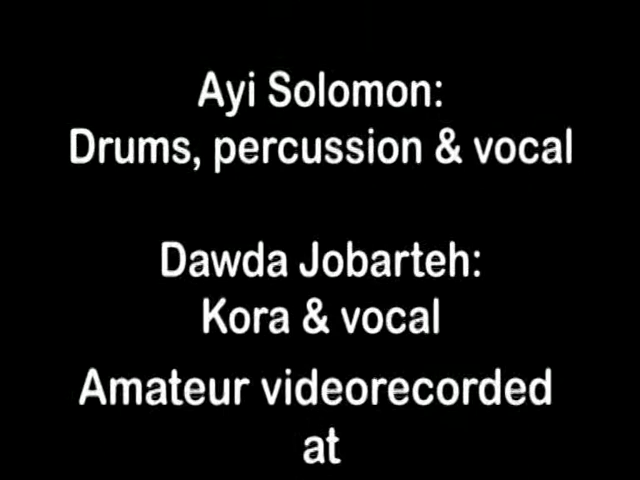 Ayi Solomon:
Drums, percussion & vocal
Dawda Jobarteh:
Kora & vocal
Amateur videorecorded
at